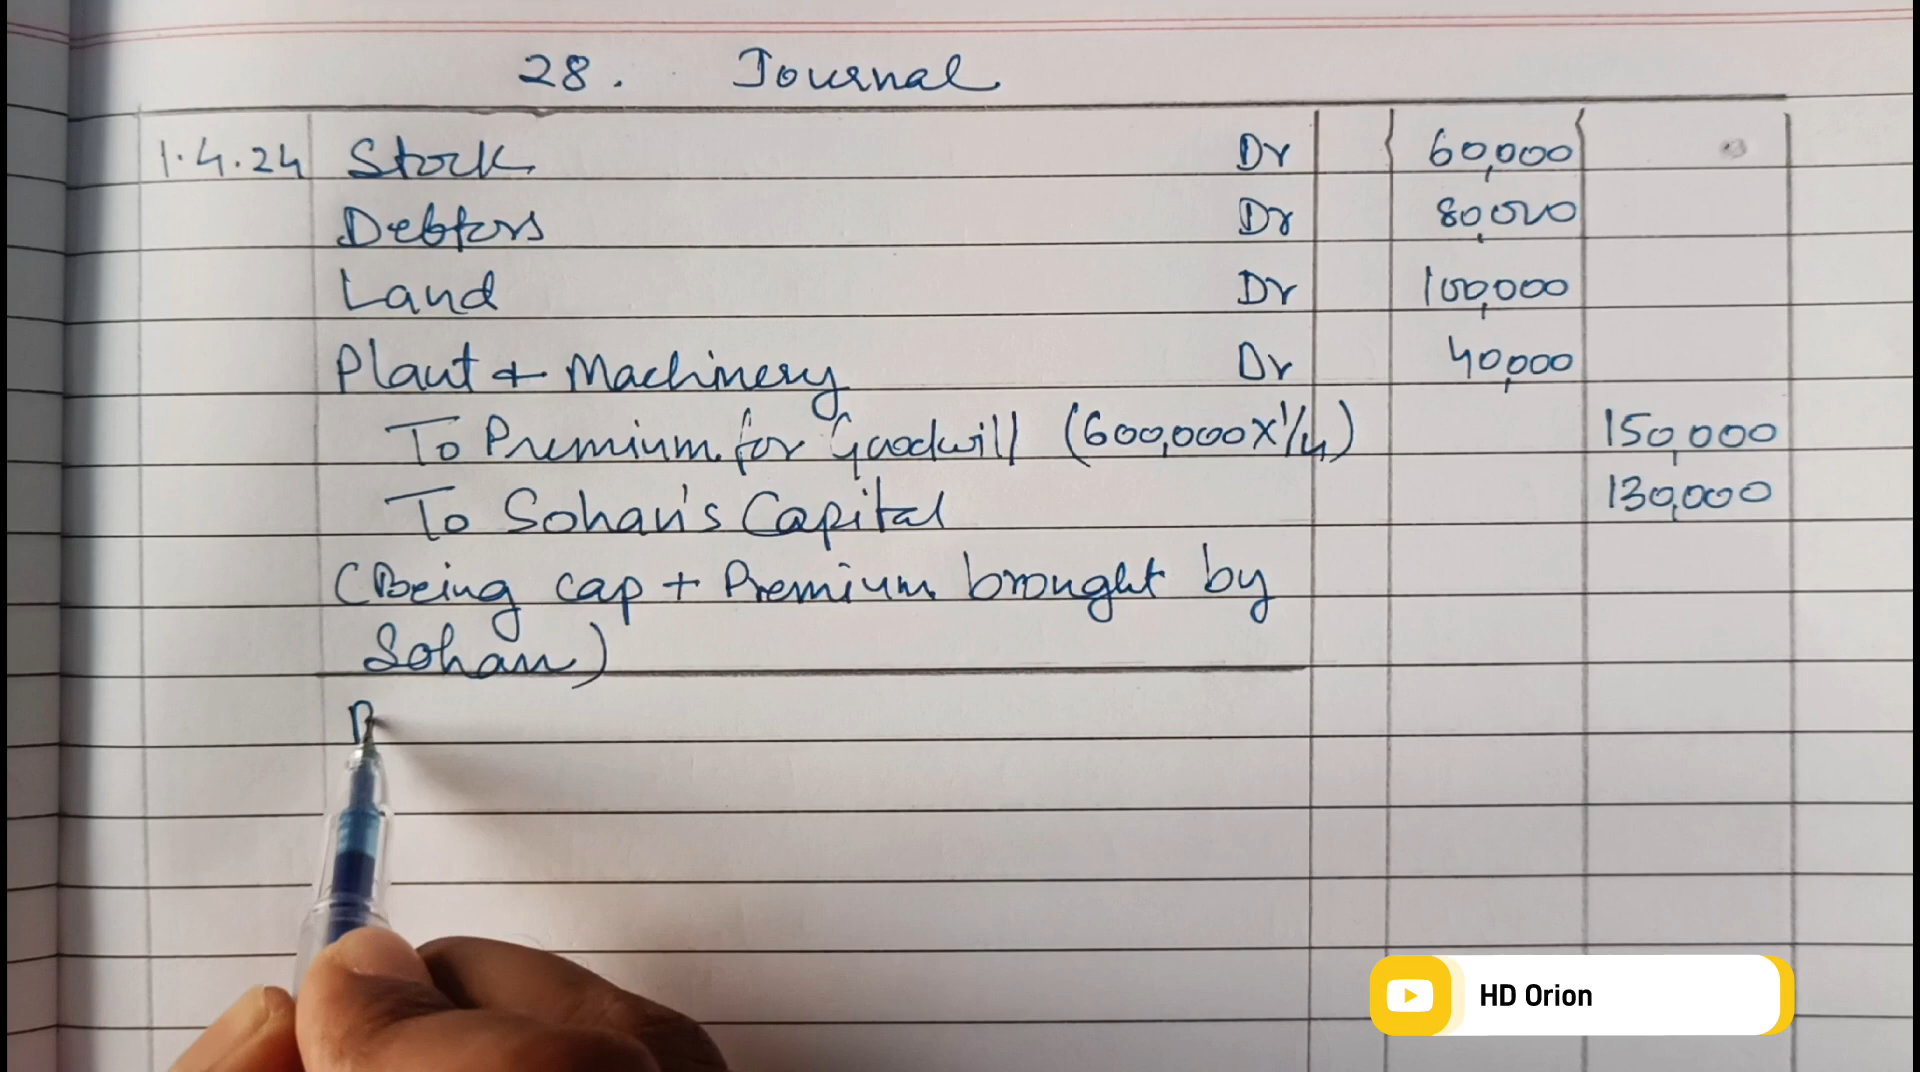 28. Journal
1.4.24 Stock Dr 60,000
Debtors Dr 80,000
Land Dr 100,000
Plant + Machinery Dr 40,000
To Premium for Goodwill (600,000x1/4) 150,000
To Sohan's Capital 130,000
(Being cap + Premium brought by
Sohan)
P
HD Orion